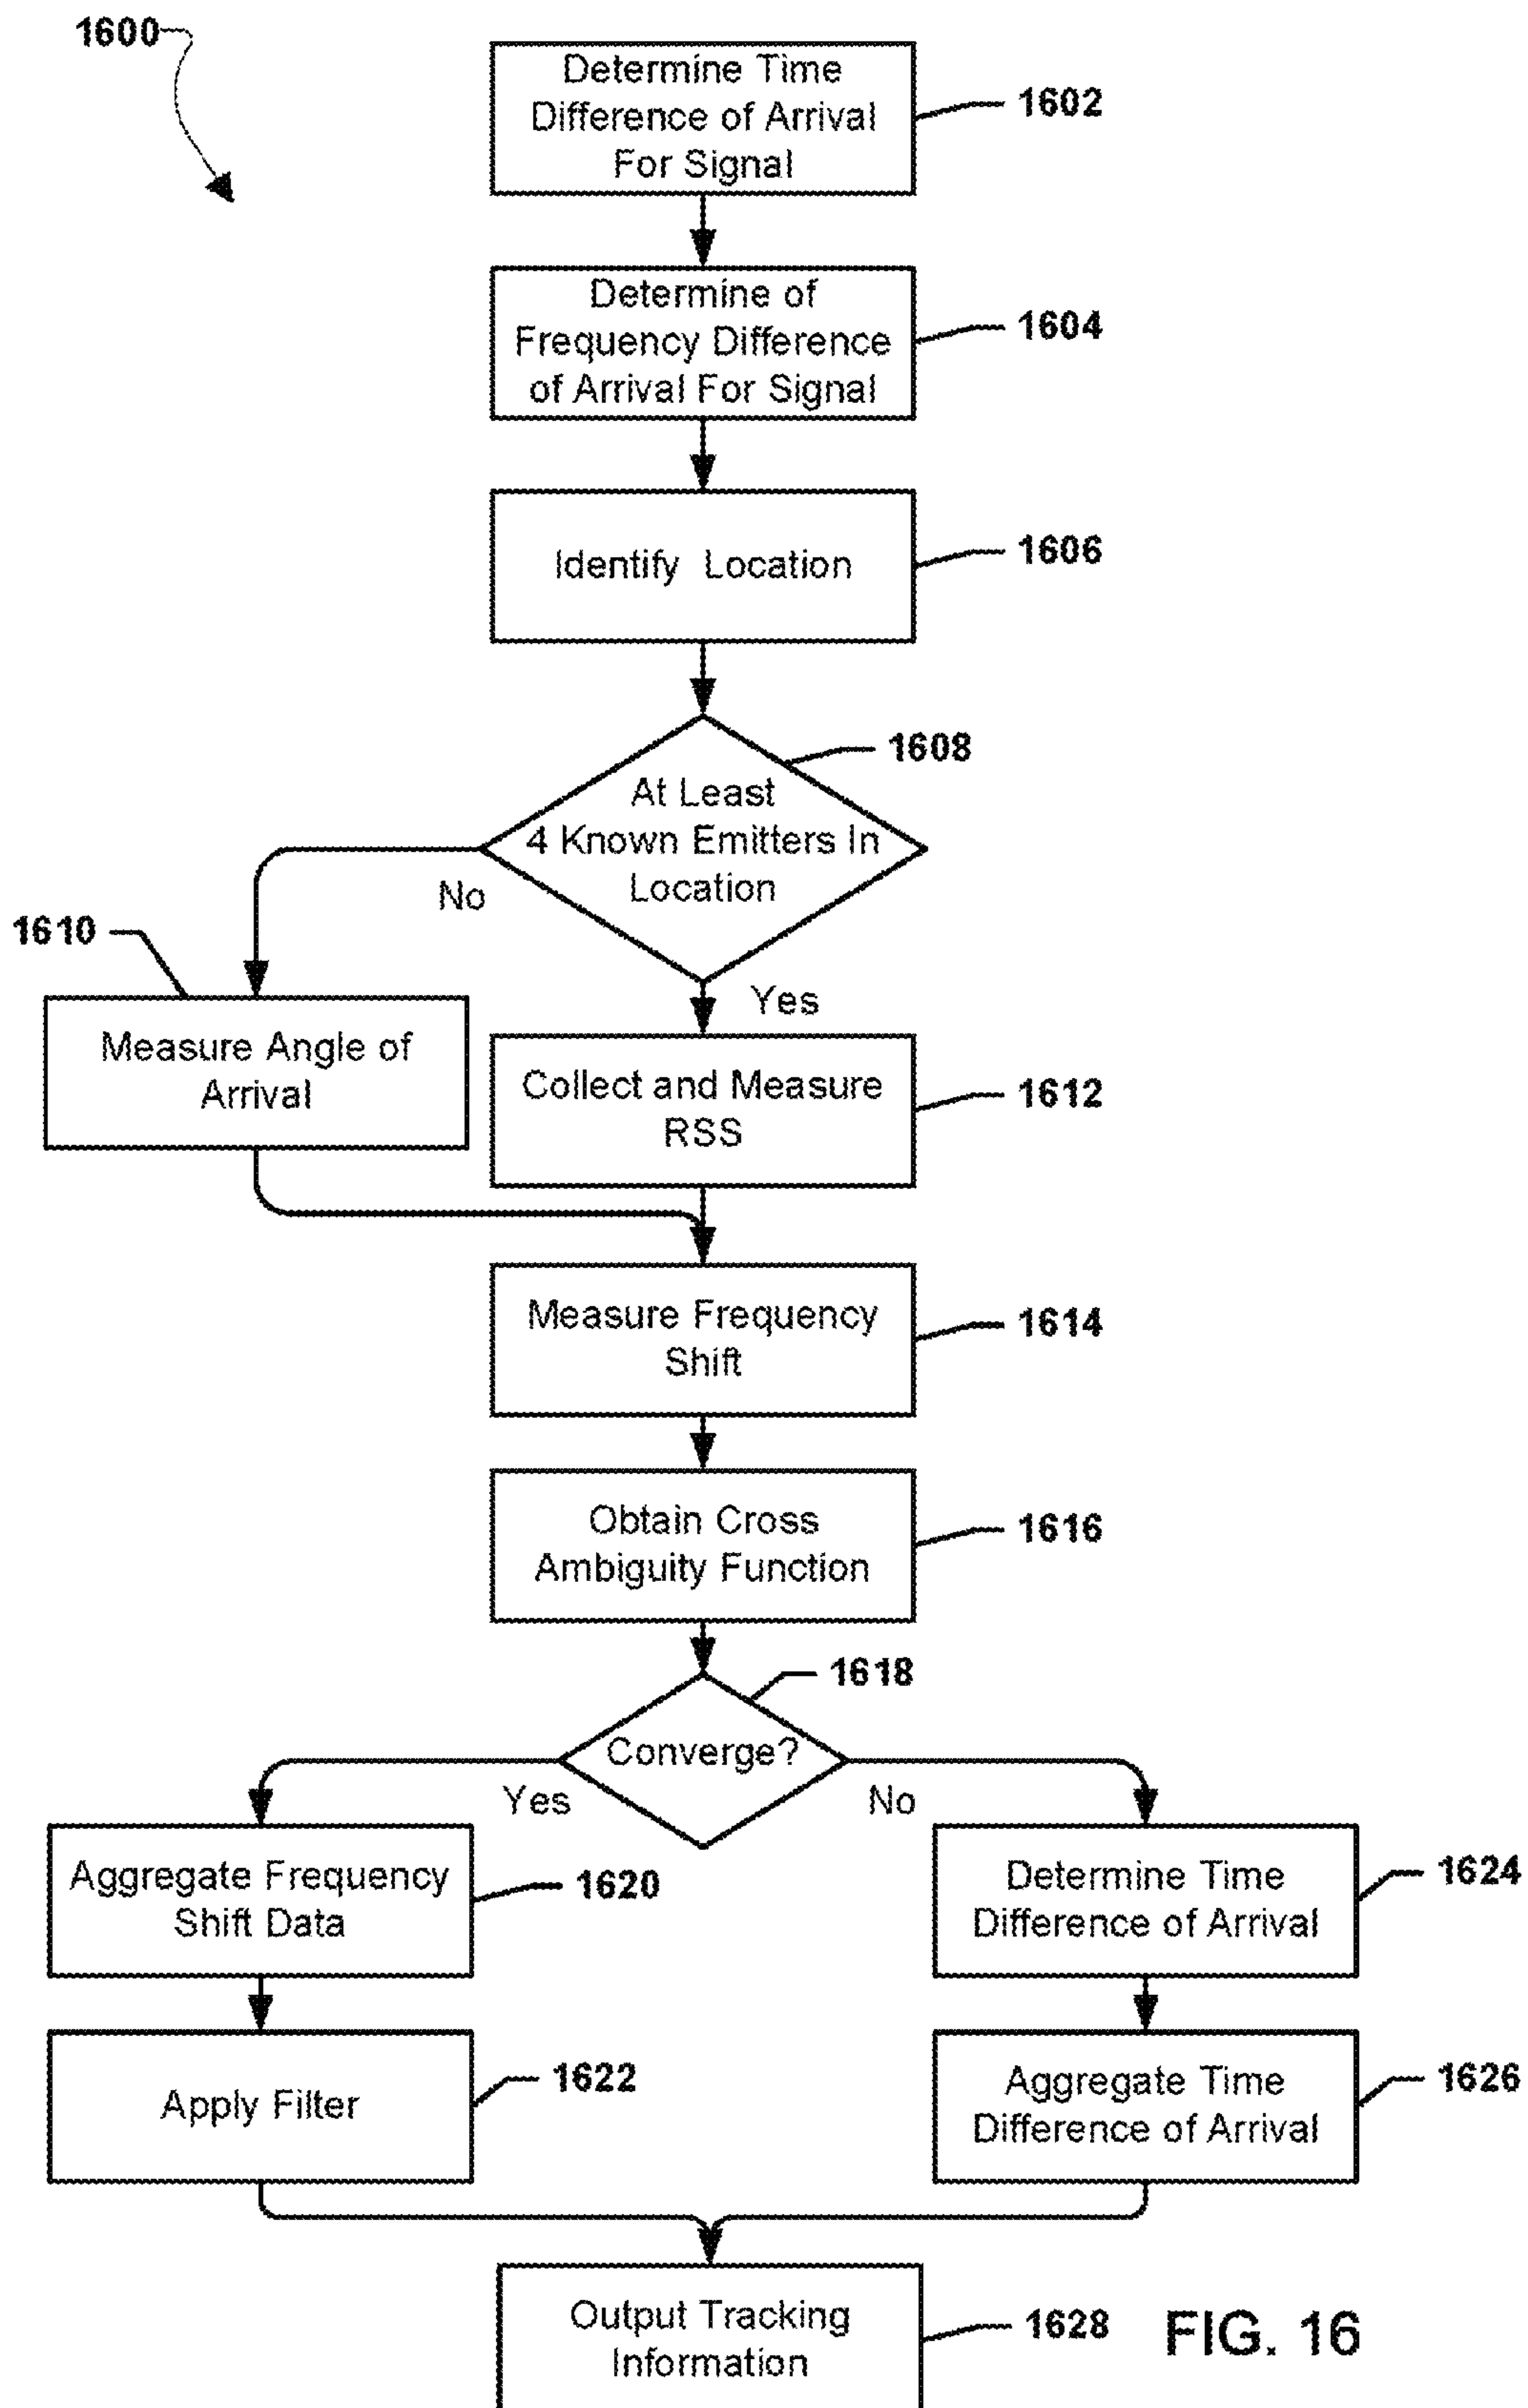 1600
Determine Time
Difference of Arrival
For Signal
1602
Determine of
Frequency Difference
of Arrival For Signal
1604
Identify Location
1606
1608
At Least
4 Known Emitters In
Location
No
Yes
1610
Measure Angle of
Arrival
Collect and Measure
RSS
1612
Measure Frequency
Shift
1614
Obtain Cross
Ambiguity Function
1616
1618
Converge?
Yes
No
Aggregate Frequency
Shift Data
1620
Determine Time
Difference of Arrival
1624
Apply Filter
1622
Aggregate Time
Difference of Arrival
1626
Output Tracking
Information
1628
FIG. 16